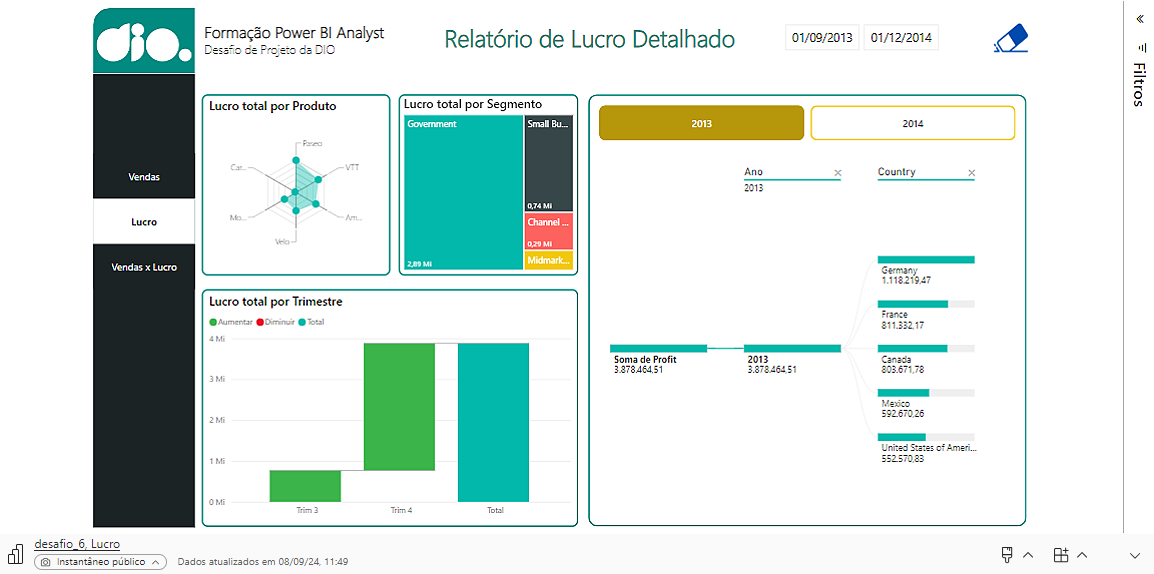 dio.
Formação Power BI Analyst
Desafio de Projeto da DIO
Relatório de Lucro Detalhado
01/09/2013
01/12/2014
Filtros
Vendas
Lucro
Vendas x Lucro
Lucro total por Produto
Paseo
VTT
Am...
Velo
Mo...
Car...
Lucro total por Segmento
Government
2,89 Mi
Small Bu...
0,74 Mi
Channel ...
0,29 Mi
Midmark...
Lucro total por Trimestre
Aumentar Diminuir Total
4 Mi
3 Mi
2 Mi
1 Mi
0 Mi
Trim 3
Trim 4
Total
2013
2014
Ano
2013
Country
Soma de Profit
3.878.464,51
2013
3.878.464,51
Germany
1.118.219,47
France
811.332,17
Canada
803.671,78
Mexico
592.670,26
United States of Ameri...
552.570,83
desafio_6, Lucro
Instantâneo público
Dados atualizados em 08/09/24, 11:49